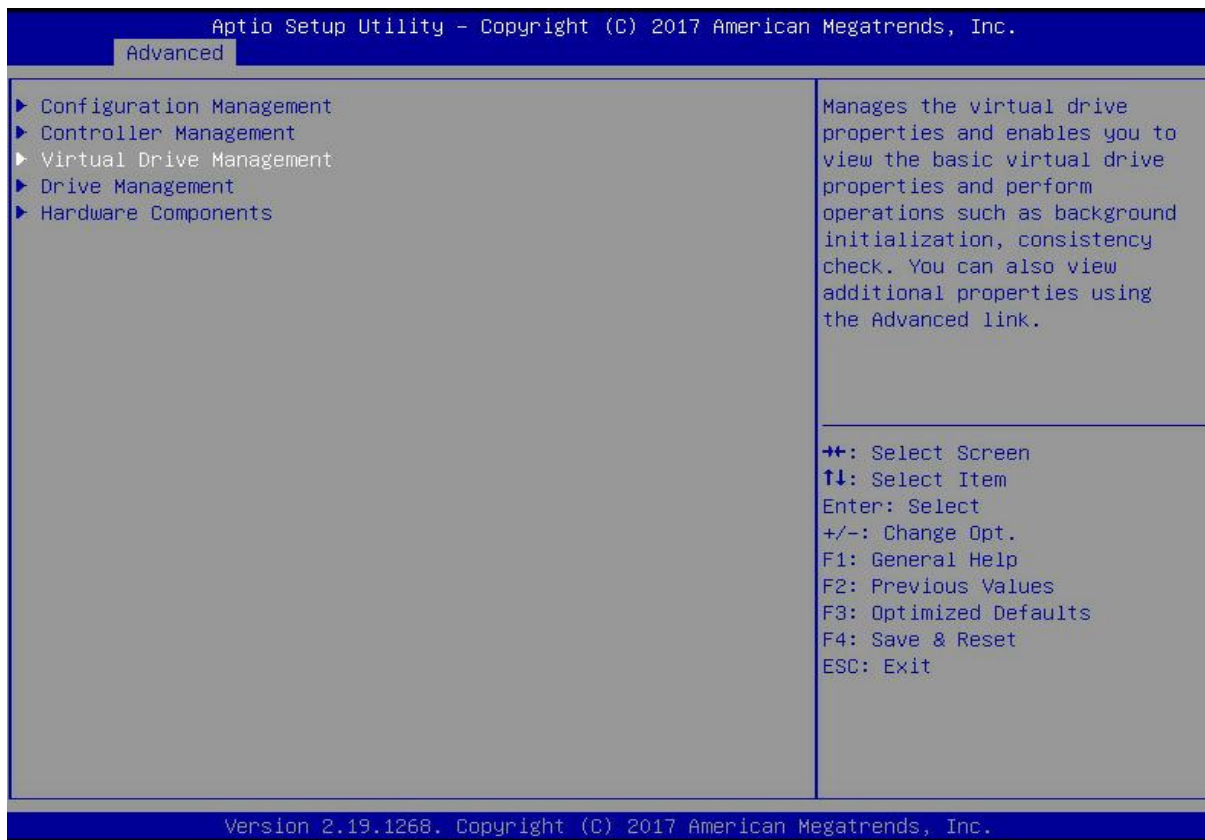 Aptio Setup Utility – Copyright (C) 2017 American Megatrends, Inc.
Advanced
▶ Configuration Management
▶ Controller Management
▶ Virtual Drive Management
▶ Drive Management
▶ Hardware Components
Manages the virtual drive
properties and enables you to
view the basic virtual drive
properties and perform
operations such as background
initialization, consistency
check. You can also view
additional properties using
the Advanced link.
→←: Select Screen
↑↓: Select Item
Enter: Select
+/-: Change Opt.
F1: General Help
F2: Previous Values
F3: Optimized Defaults
F4: Save & Reset
ESC: Exit
Version 2.19.1268. Copyright (C) 2017 American Megatrends, Inc.